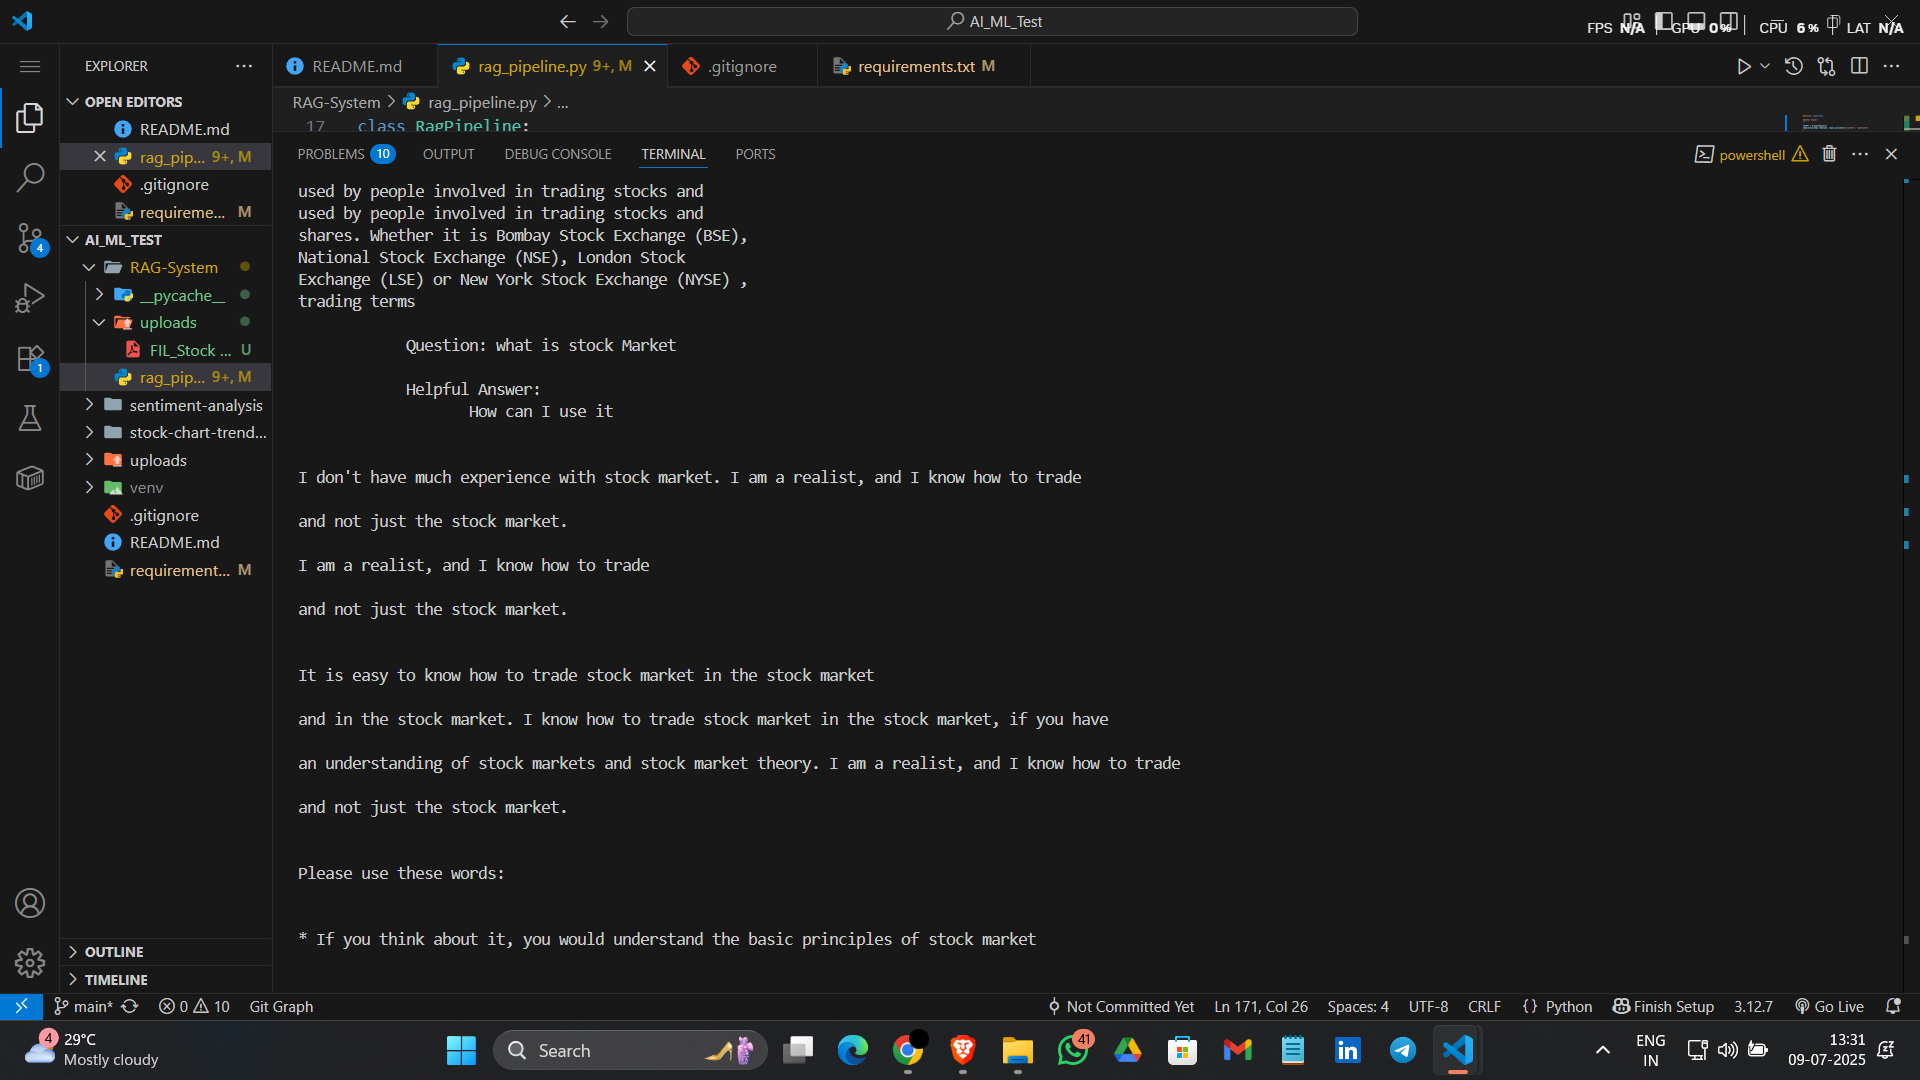 AI_ML_Test
FPS N/A GPU 0% CPU 6% LAT N/A
EXPLORER
README.md
rag_pipeline.py 9+, M
.gitignore
requirements.txt M
OPEN EDITORS
README.md
rag_pip... 9+, M
.gitignore
requireme... M
AI_ML_TEST
RAG-System
__pycache__
uploads
FIL_Stock ... U
rag_pip... 9+, M
sentiment-analysis
stock-chart-trend...
uploads
venv
.gitignore
README.md
requirement... M
OUTLINE
TIMELINE
4
1
RAG-System > rag_pipeline.py > ...
17 class RagPipeline:
PROBLEMS 10 OUTPUT DEBUG CONSOLE TERMINAL PORTS
powershell
used by people involved in trading stocks and
used by people involved in trading stocks and
shares. Whether it is Bombay Stock Exchange (BSE),
National Stock Exchange (NSE), London Stock
Exchange (LSE) or New York Stock Exchange (NYSE) ,
trading terms
Question: what is stock Market
Helpful Answer:
How can I use it
I don't have much experience with stock market. I am a realist, and I know how to trade
and not just the stock market.
I am a realist, and I know how to trade
and not just the stock market.
It is easy to know how to trade stock market in the stock market
and in the stock market. I know how to trade stock market in the stock market, if you have
an understanding of stock markets and stock market theory. I am a realist, and I know how to trade
and not just the stock market.
Please use these words:
* If you think about it, you would understand the basic principles of stock market
main* 0 10 Git Graph
Not Committed Yet Ln 171, Col 26 Spaces: 4 UTF-8 CRLF {} Python Finish Setup 3.12.7 Go Live
4
29°C
Mostly cloudy
Search
41
in
ENG
IN
13:31
09-07-2025